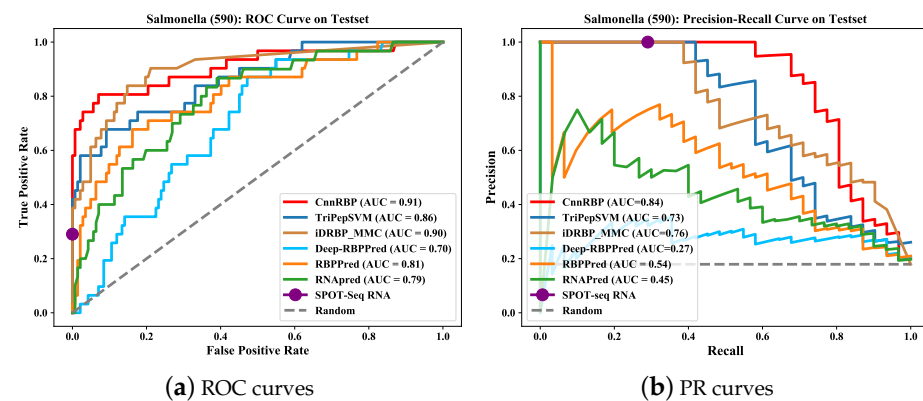 Salmonella (590): ROC Curve on Testset
1.0
0.8
0.6
0.4
0.2
0.0
True Positive Rate
CnnRBP (AUC = 0.91)
TriPepSVM (AUC = 0.86)
iDRBP_MMC (AUC = 0.90)
Deep-RBPPred (AUC = 0.70)
RBPPred (AUC = 0.81)
RNApred (AUC = 0.79)
SPOT-Seq RNA
Random
0.0 0.2 0.4 0.6 0.8 1.0
False Positive Rate
(a) ROC curves
Salmonella (590): Precision-Recall Curve on Testset
1.0
0.8
0.6
0.4
0.2
0.0
Precision
CnnRBP (AUC=0.84)
TriPepSVM (AUC = 0.73)
iDRBP_MMC (AUC=0.76)
Deep-RBPPred (AUC=0.27)
RBPPred (AUC = 0.54)
RNAPred (AUC = 0.45)
SPOT-seq RNA
Random
0.0 0.2 0.4 0.6 0.8 1.0
Recall
(b) PR curves